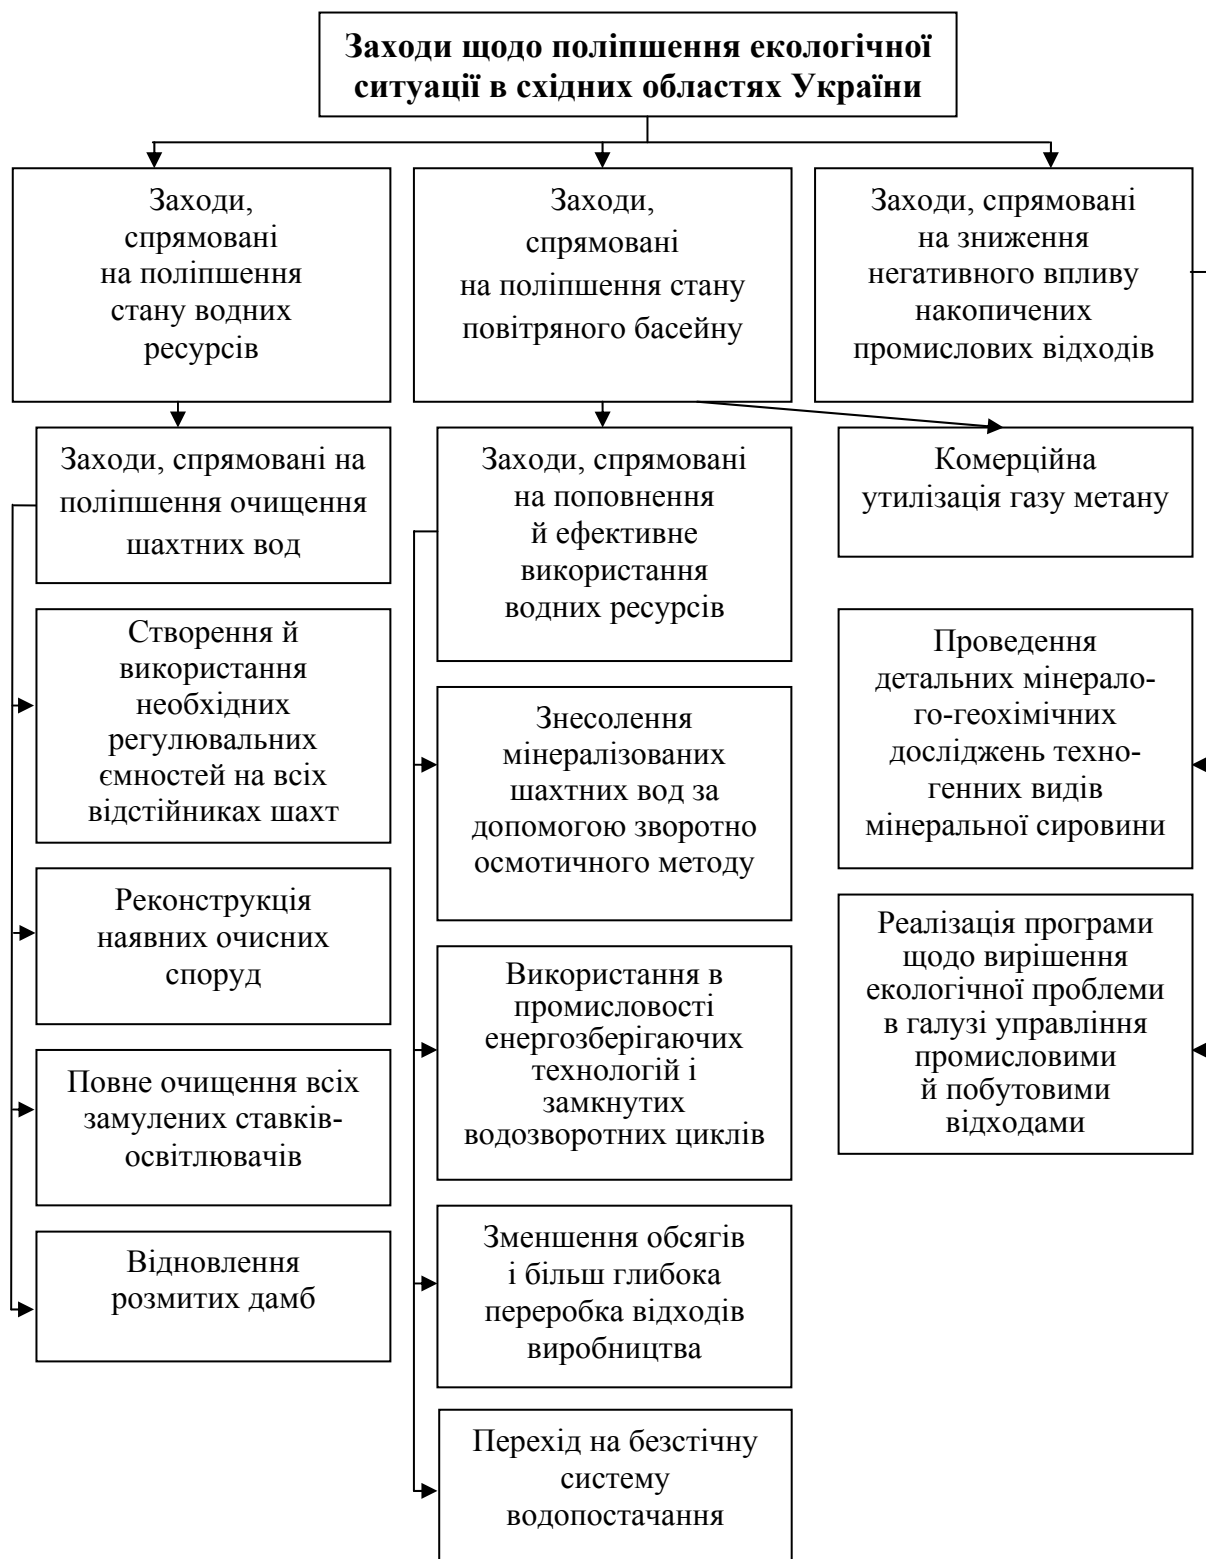 Заходи щодо поліпшення екологічної
ситуації в східних областях України
Заходи,
спрямовані
на поліпшення
стану водних
ресурсів
Заходи,
спрямовані
на поліпшення стану
повітряного басейну
Заходи, спрямовані
на зниження
негативного впливу
накопичених
промислових відходів
Заходи, спрямовані на
поліпшення очищення
шахтних вод
Заходи, спрямовані
на поповнення
й ефективне
використання
водних ресурсів
Комерційна
утилізація газу метану
Створення й
використання
необхідних
регулювальних
ємностей на всіх
відстійниках шахт
Знесолення
мінералізованих
шахтних вод за
допомогою зворотно
осмотичного методу
Проведення
детальних мінерало-
го-геохімічних
досліджень техно-
генних видів
мінеральної сировини
Реконструкція
наявних очисних
споруд
Використання в
промисловості
енергозберігаючих
технологій і
замкнутих
водозворотних циклів
Реалізація програми
щодо вирішення
екологічної проблеми
в галузі управління
промисловими
й побутовими
відходами
Повне очищення всіх
замулених ставків-
освітлювачів
Зменшення обсягів
і більш глибока
переробка відходів
виробництва
Відновлення
розмитих дамб
Перехід на безстічну
систему
водопостачання